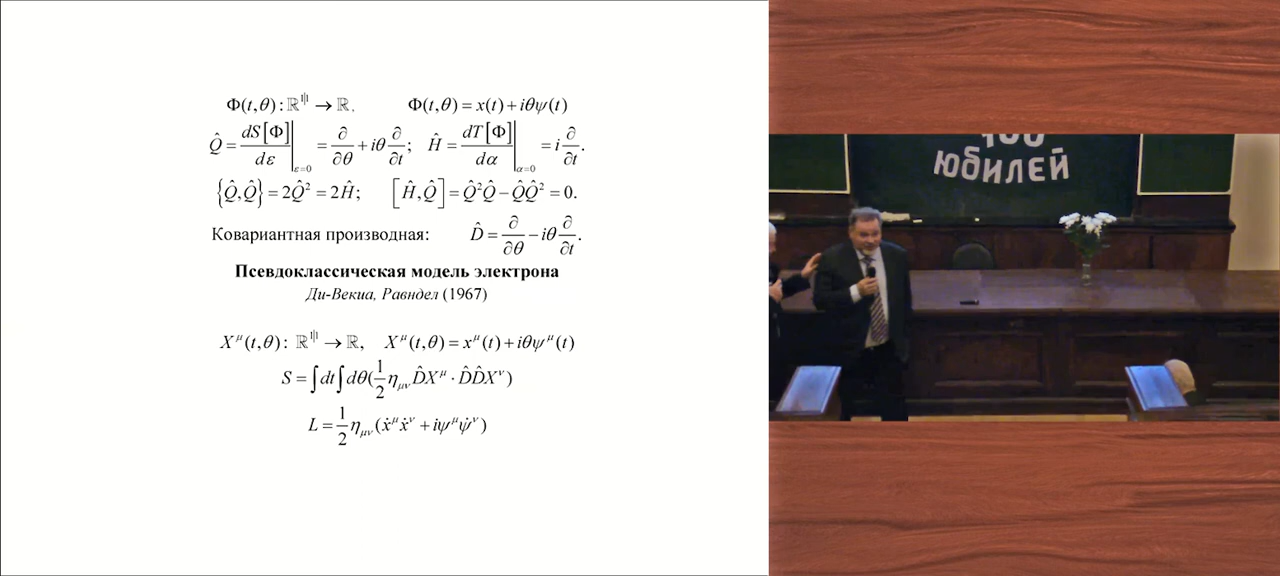 Φ(t,θ) : ℝ^{1|1} → ℝ, Φ(t,θ) = x(t) + iθψ(t)
Q̂ = dS[Φ]/dε |_{ε=0} = ∂/∂θ + iθ ∂/∂t; Ĥ = dT[Φ]/dα |_{α=0} = i ∂/∂t.
{Q̂,Q̂} = 2Q̂² = 2Ĥ; [Ĥ,Q̂] = Q̂²Q̂ − Q̂Q̂² = 0.
Ковариантная производная: D̂ = ∂/∂θ − iθ ∂/∂t.
Псевдоклассическая модель электрона
Ди-Векиа, Равндел (1967)
X^μ(t,θ) : ℝ^{1|1} → ℝ, X^μ(t,θ) = x^μ(t) + iθψ^μ(t)
S = ∫dt∫dθ(1/2 η_{μν} D̂X^μ · D̂D̂X^ν)
L = 1/2 η_{μν}(ẋ^μ ẋ^ν + iψ^μ ψ̇^ν)
ЮБИЛЕЙ